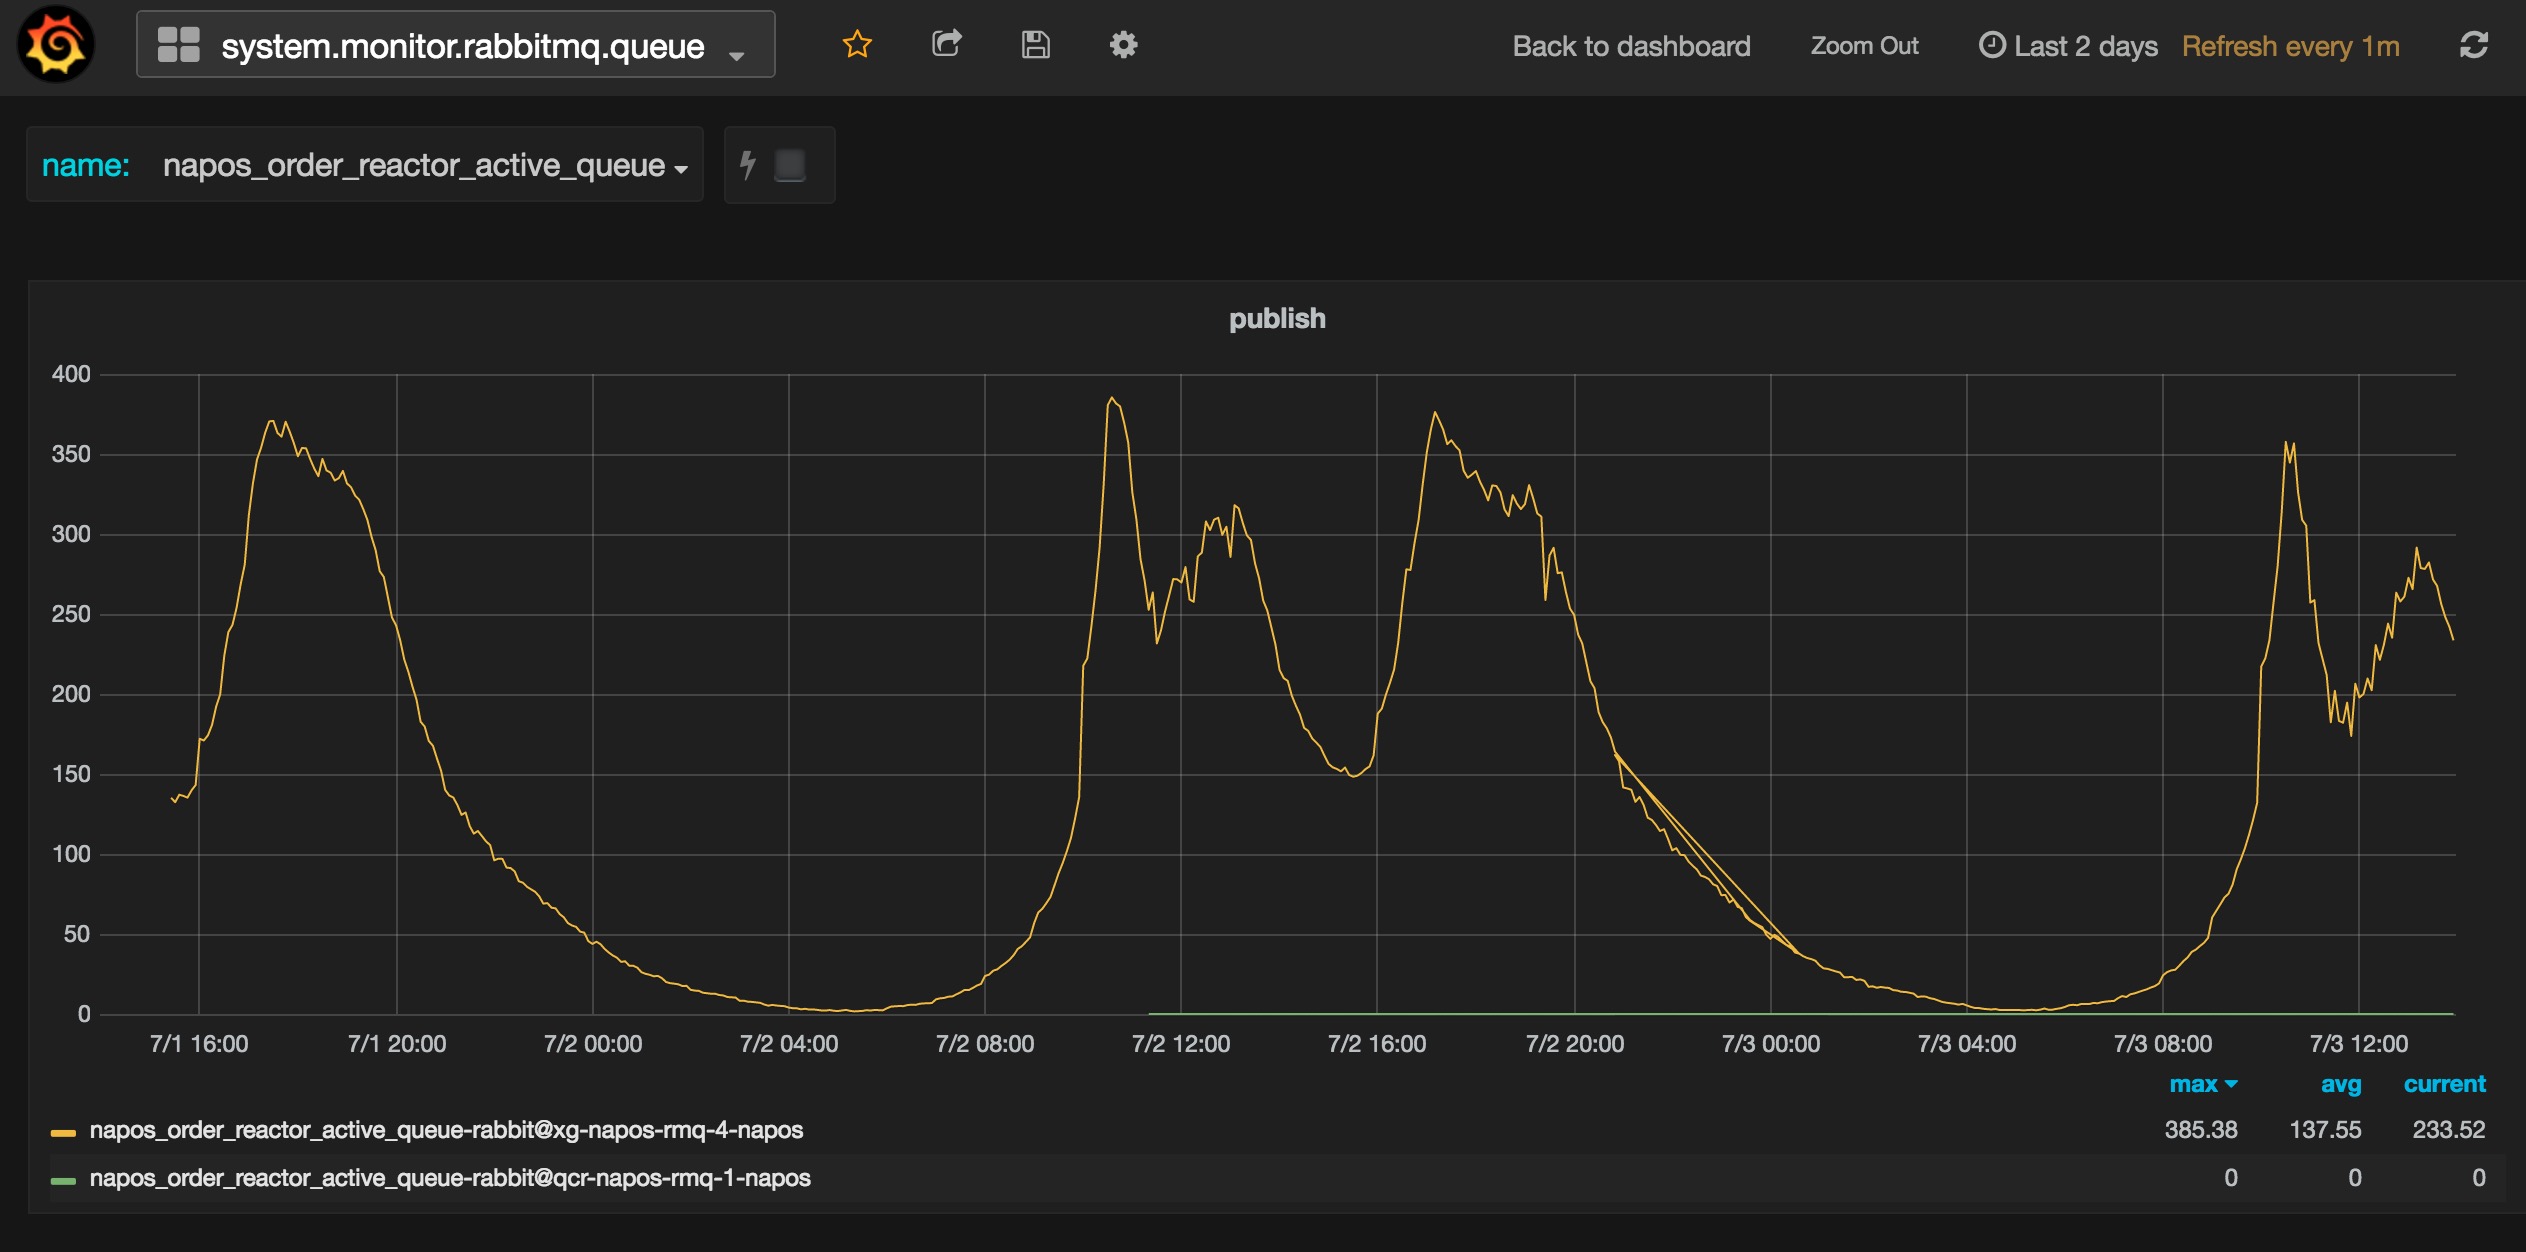 system.monitor.rabbitmq.queue Back to dashboard Zoom Out Last 2 days Refresh every 1m
name: napos_order_reactor_active_queue
publish
400
350
300
250
200
150
100
50
0
7/1 16:00 7/1 20:00 7/2 00:00 7/2 04:00 7/2 08:00 7/2 12:00 7/2 16:00 7/2 20:00 7/3 00:00 7/3 04:00 7/3 08:00 7/3 12:00
max avg current
napos_order_reactor_active_queue-rabbit@xg-napos-rmq-4-napos 385.38 137.55 233.52
napos_order_reactor_active_queue-rabbit@qcr-napos-rmq-1-napos 0 0 0